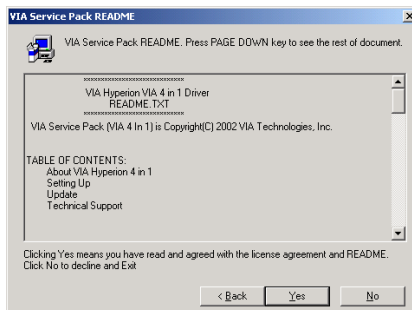 VIA Service Pack README
VIA Service Pack README. Press PAGE DOWN key to see the rest of document.
××××××××××××××××××××××××××××
VIA Hyperion VIA 4 in 1 Driver
README.TXT
××××××××××××××××××××××××××××
VIA Service Pack (VIA 4 In 1) is Copyright(C) 2002 VIA Technologies, Inc.
TABLE OF CONTENTS:
About VIA Hyperion 4 in 1
Setting Up
Update
Technical Support
Clicking Yes means you have read and agreed with the license agreement and README.
Click No to decline and Exit
< Back
Yes
No